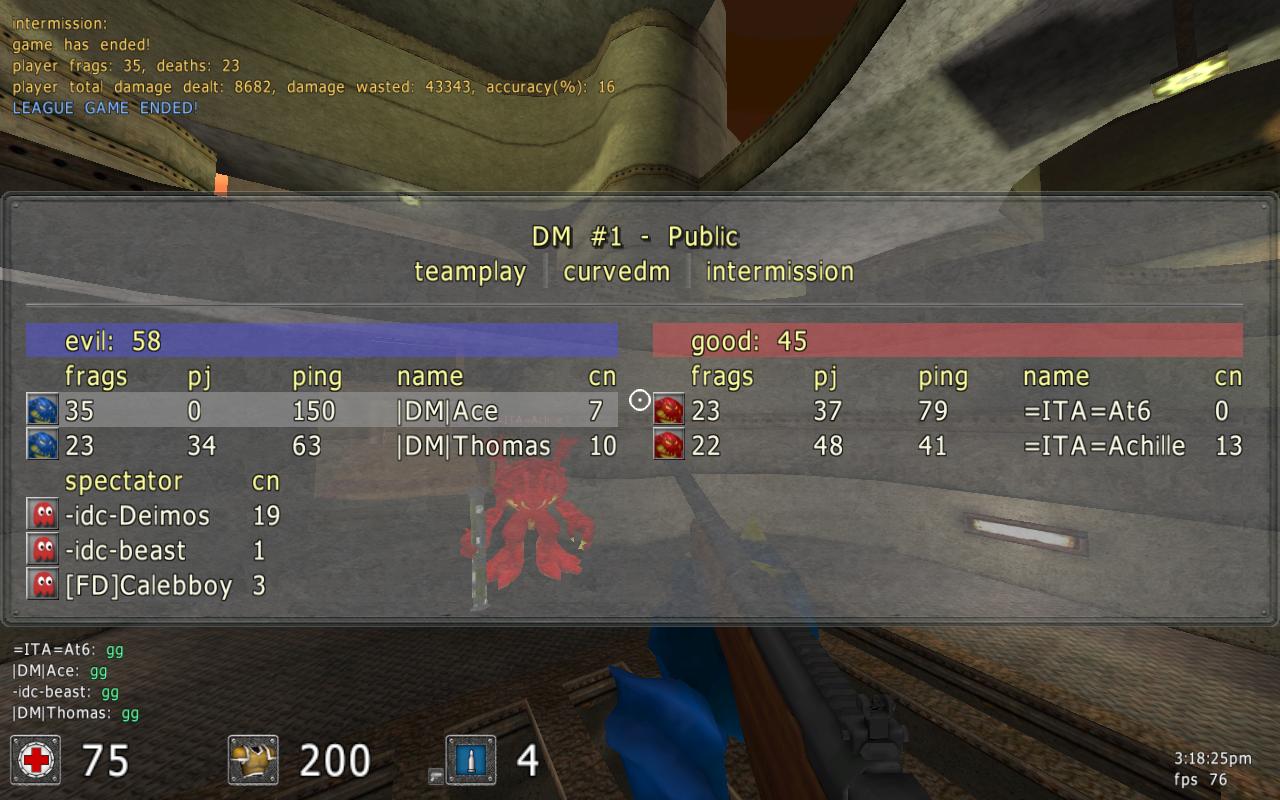 intermission:
game has ended!
player frags: 35, deaths: 23
player total damage dealt: 8682, damage wasted: 43343, accuracy(%): 16
LEAGUE GAME ENDED!
DM #1 - Public
teamplay | curvedm | intermission
evil: 58
frags pj ping name cn
35 0 150 |DM|Ace 7
23 34 63 |DM|Thomas 10
good: 45
frags pj ping name cn
23 37 79 =ITA=At6 0
22 48 41 =ITA=Achille 13
spectator cn
-idc-Deimos 19
-idc-beast 1
[FD]Calebboy 3
=ITA=At6: gg
|DM|Ace: gg
-idc-beast: gg
|DM|Thomas: gg
75 200 4
3:18:25pm
fps 76